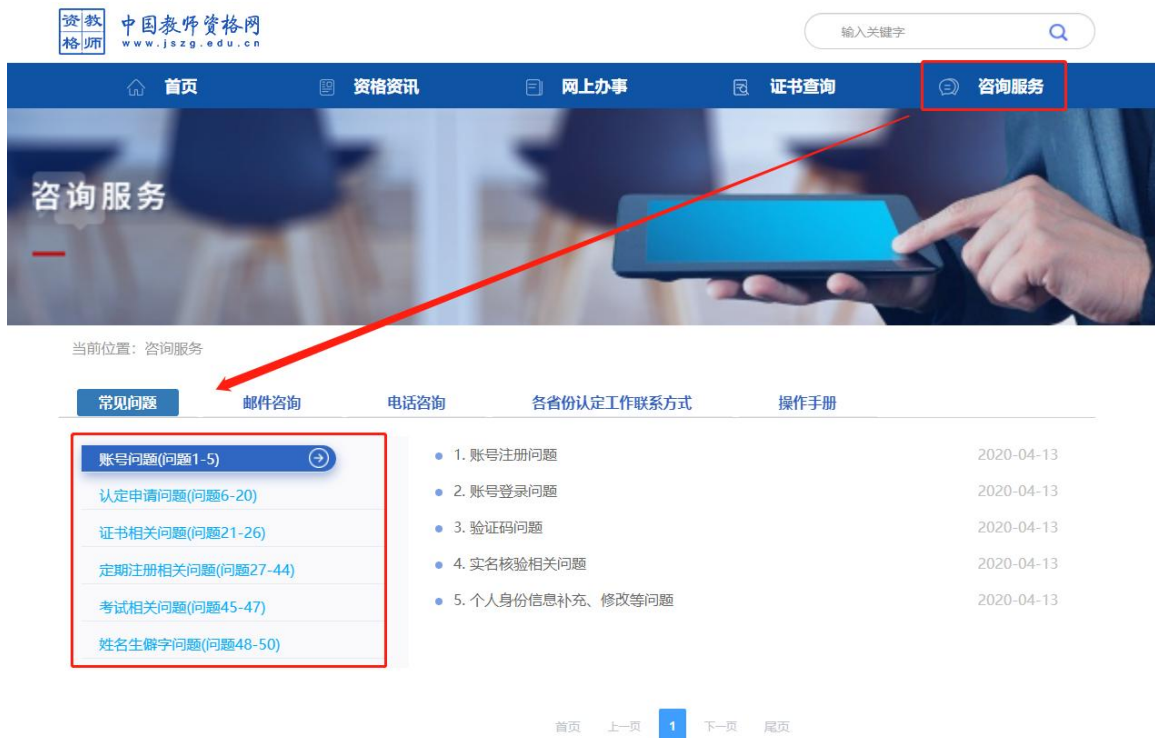 资教 中国教师资格网
格师 www.jszg.edu.cn
输入关键字
首页 资格资讯 网上办事 证书查询 咨询服务
咨询服务
当前位置：咨询服务
常见问题 邮件咨询 电话咨询 各省份认定工作联系方式 操作手册
账号问题(问题1-5)
认定申请问题(问题6-20)
证书相关问题(问题21-26)
定期注册相关问题(问题27-44)
考试相关问题(问题45-47)
姓名生僻字问题(问题48-50)
1. 账号注册问题 2020-04-13
2. 账号登录问题 2020-04-13
3. 验证码问题 2020-04-13
4. 实名核验相关问题 2020-04-13
5. 个人身份信息补充、修改等问题 2020-04-13
首页 上一页 1 下一页 尾页